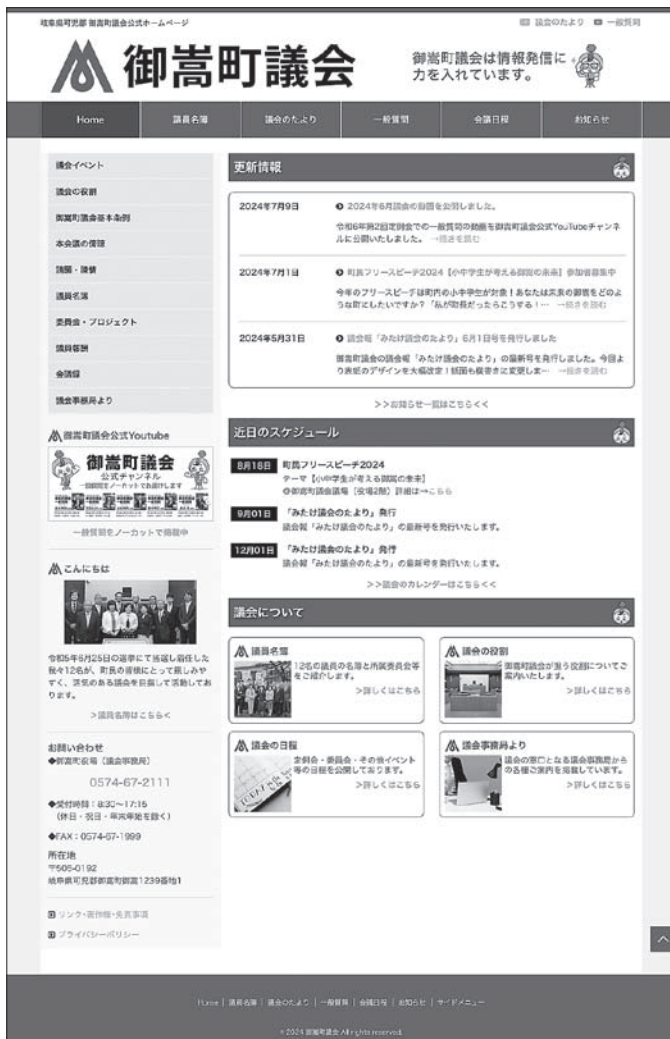 岐阜県可児郡 御嵩町議会公式ホームページ
議会のたより 一般質問
御嵩町議会
御嵩町議会は情報発信に
力を入れています。
Home 議員名簿 議会のたより 一般質問 会議日程 お知らせ
議会イベント
議会の役割
御嵩町議会基本条例
本会議の傍聴
請願・陳情
議員名簿
委員会・プロジェクト
議員報酬
会議録
議会事務局より
御嵩町議会公式Youtube
御嵩町議会
公式チャンネル
一般質問をノーカットでお届けします
一般質問をノーカットで掲載中
こんにちは
令和5年6月25日の選挙にて当選し着任した
我々12名が、町民の皆様にとって親しみや
すく、活気のある議会を目指して活動してお
ります。
>議員名簿はこちら<
お問い合わせ
◆御嵩町役場（議会事務局）
0574-67-2111
◆受付時間：8:30～17:15
（休日・祝日・年末年始を除く）
◆FAX：0574-67-1999
所在地
〒505-0192
岐阜県可児郡御嵩町御嵩1239番地1
リンク・著作権・免責事項
プライバシーポリシー
更新情報
2024年7月9日 2024年6月議会の動画を公開しました。
令和6年第2回定例会での一般質問の動画を御嵩町議会公式YouTubeチャンネ
ルに公開いたしました。 →続きを読む
2024年7月1日 町民フリースピーチ2024【小中学生が考える御嵩の未来】参加者募集中
今年のフリースピーチは町内の小中学生が対象！あなたは未来の御嵩をどのよ
うな町にしたいですか？「私が町長だったらこうする！… →続きを読む
2024年5月31日 議会報「みたけ議会のたより」6月1日号を発行しました
御嵩町議会の議会報「みたけ議会のたより」の最新号を発行しました。今回よ
り表紙のデザインを大幅改定！紙面も横書きに変更しま… →続きを読む
>>お知らせ一覧はこちら<<
近日のスケジュール
8月18日 町民フリースピーチ2024
テーマ【小中学生が考える御嵩の未来】
＠御嵩町議会議場（役場2階）詳細は→こちら
9月01日 「みたけ議会のたより」発行
議会報「みたけ議会のたより」の最新号を発行いたします。
12月01日 「みたけ議会のたより」発行
議会報「みたけ議会のたより」の最新号を発行いたします。
>>議会のカレンダーはこちら<<
議会について
議員名簿
12名の議員の名簿と所属委員会等
をご紹介します。
>詳しくはこちら
議会の役割
御嵩町議会が担う役割についてご
案内いたします。
>詳しくはこちら
議会の日程
定例会・委員会・その他イベント
等の日程を公開しております。
>詳しくはこちら
議会事務局より
議会の窓口となる議会事務局から
の各種ご案内を掲載しています。
>詳しくはこちら
Home | 議員名簿 | 議会のたより | 一般質問 | 会議日程 | お知らせ | サイドメニュー
© 2024 御嵩町議会 All rights reserved.